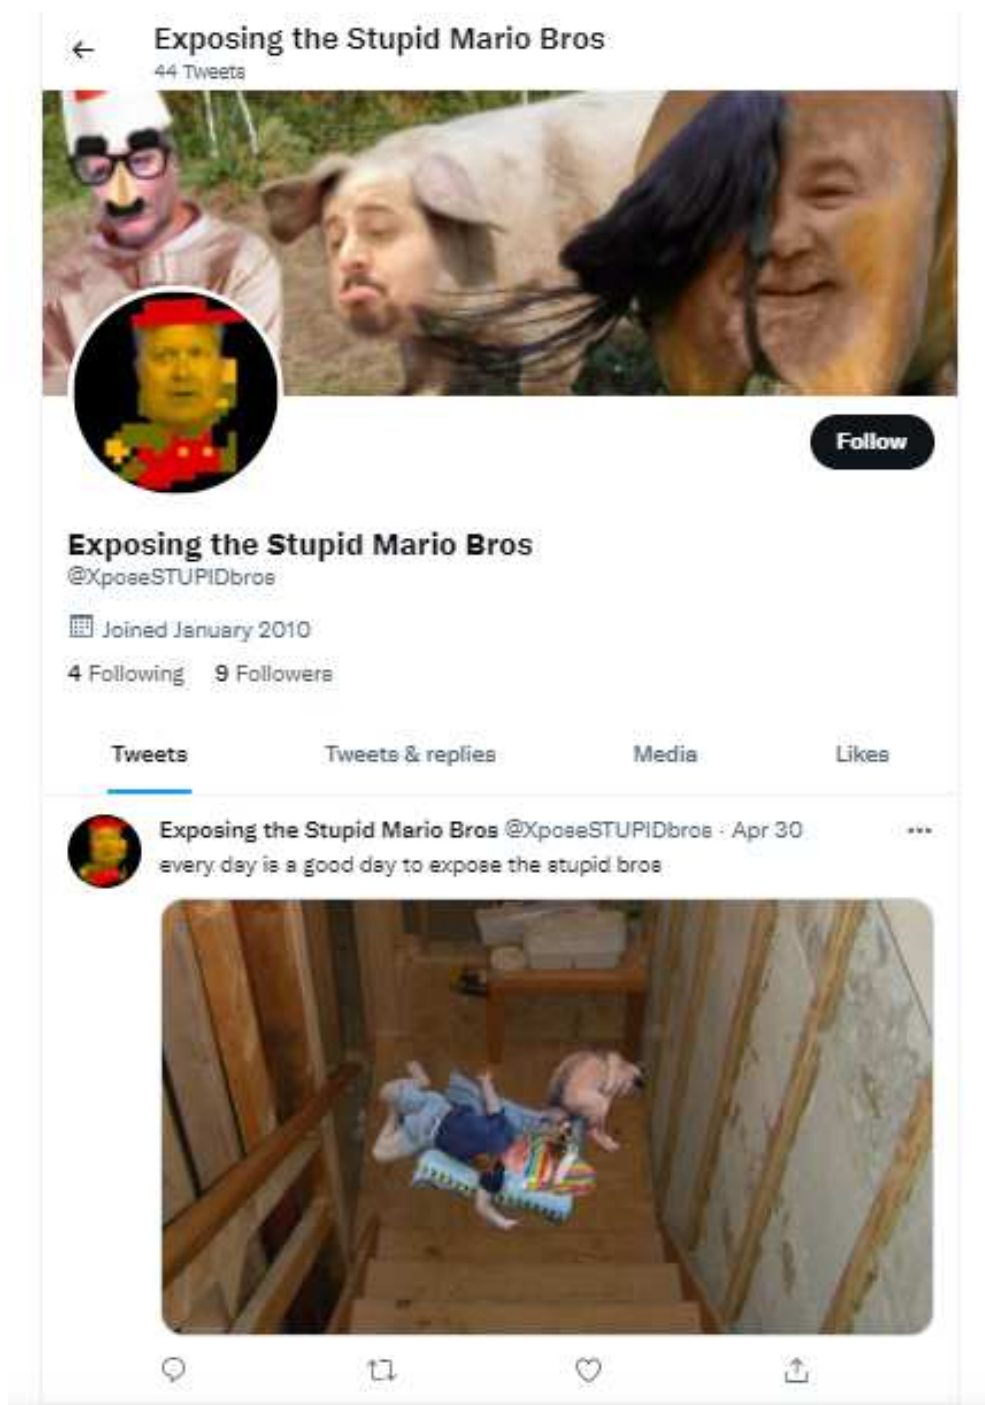 Exposing the Stupid Mario Bros
44 Tweets
Follow
Exposing the Stupid Mario Bros
@XposeSTUPIDbros
Joined January 2010
4 Following 9 Followers
Tweets Tweets & replies Media Likes
Exposing the Stupid Mario Bros @XposeSTUPIDbros · Apr 30
every day is a good day to expose the stupid bros